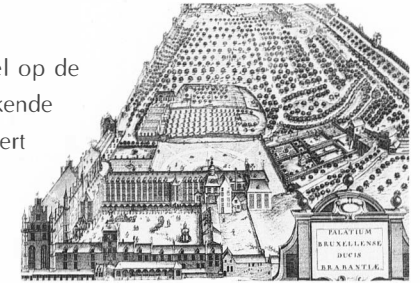 el op de
kende
ert
PALATIUM
BRUXELLENSE
DUCIS
BRABANTIÆ